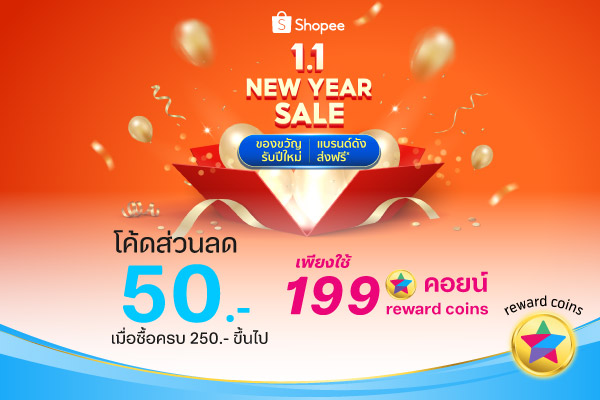 Shopee
1.1
NEW YEAR
SALE
ของขวัญ
รับปีใหม่
แบรนด์ดัง
ส่งฟรี*
โค้ดส่วนลด
50.-
เมื่อซื้อครบ 250.- ขึ้นไป
เพียงใช้
199 คอยน์
reward coins
reward coins